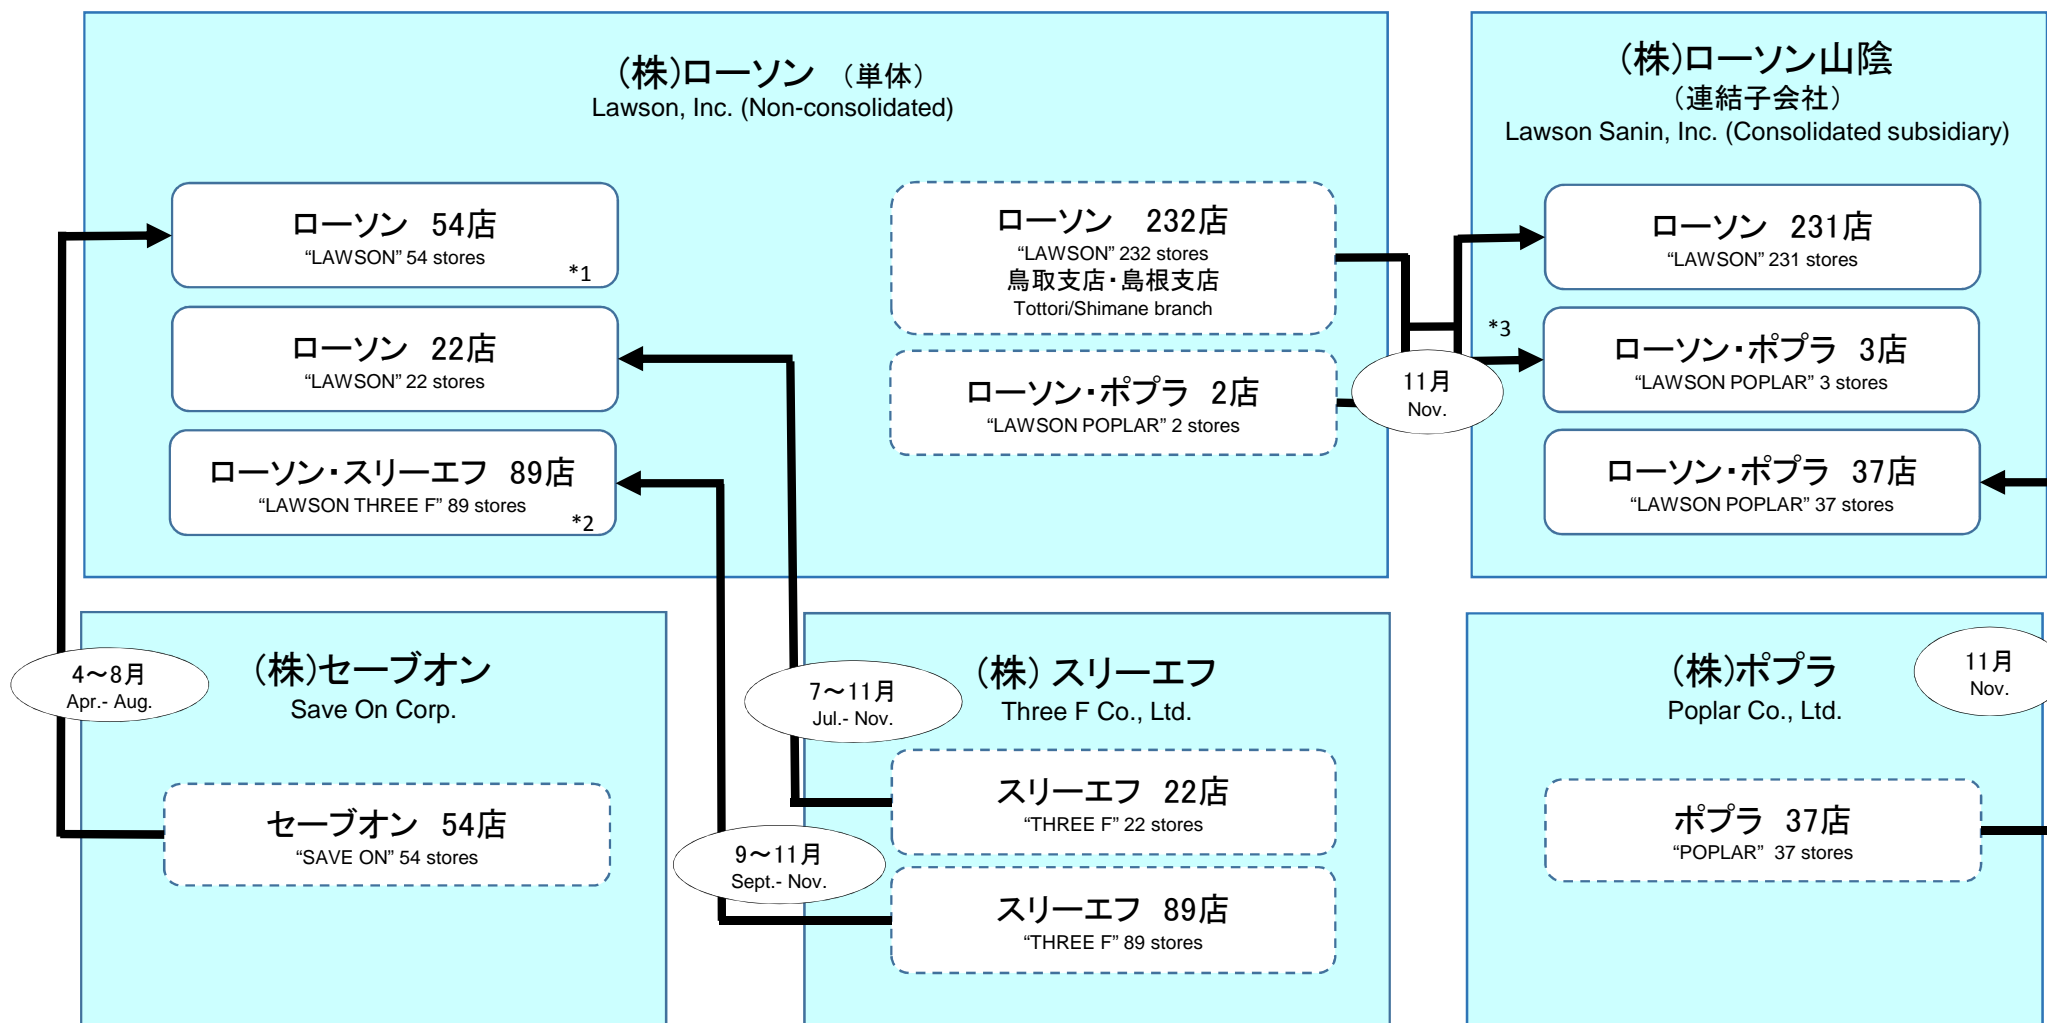 (株)ローソン (単体)
Lawson, Inc. (Non-consolidated)
ローソン 54店
“LAWSON” 54 stores
*1
ローソン 22店
“LAWSON” 22 stores
ローソン・スリーエフ 89店
“LAWSON THREE F” 89 stores
*2
ローソン 232店
“LAWSON” 232 stores
鳥取支店・島根支店
Tottori/Shimane branch
ローソン・ポプラ 2店
“LAWSON POPLAR” 2 stores
11月
Nov.
*3
(株)ローソン山陰
(連結子会社)
Lawson Sanin, Inc. (Consolidated subsidiary)
ローソン 231店
“LAWSON” 231 stores
ローソン・ポプラ 3店
“LAWSON POPLAR” 3 stores
ローソン・ポプラ 37店
“LAWSON POPLAR” 37 stores
4～8月
Apr.- Aug.
(株)セーブオン
Save On Corp.
セーブオン 54店
“SAVE ON” 54 stores
7～11月
Jul.- Nov.
9～11月
Sept.- Nov.
(株) スリーエフ
Three F Co., Ltd.
スリーエフ 22店
“THREE F” 22 stores
スリーエフ 89店
“THREE F” 89 stores
(株)ポプラ
Poplar Co., Ltd.
11月
Nov.
ポプラ 37店
“POPLAR” 37 stores